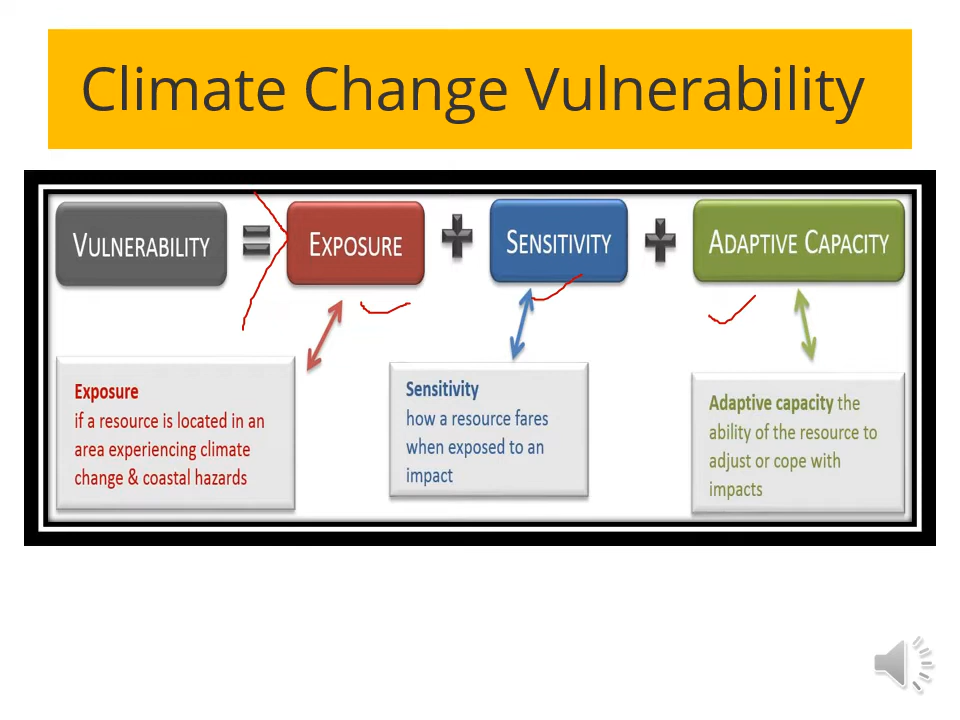 Climate Change Vulnerability
VULNERABILITY = EXPOSURE + SENSITIVITY + ADAPTIVE CAPACITY
Exposure
if a resource is located in an
area experiencing climate
change & coastal hazards
Sensitivity
how a resource fares
when exposed to an
impact
Adaptive capacity the
ability of the resource to
adjust or cope with
impacts